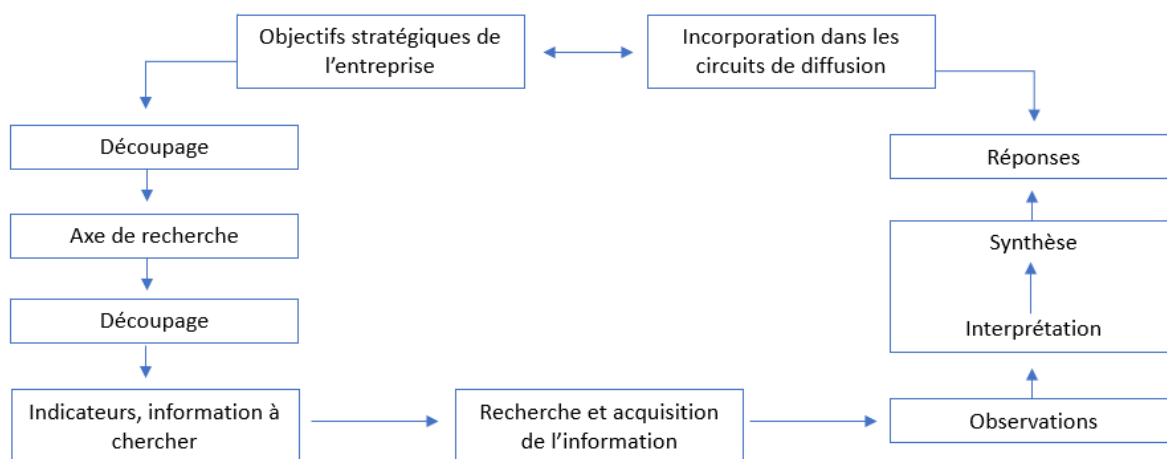 Objectifs stratégiques de
l'entreprise
Incorporation dans les
circuits de diffusion
Découpage
Réponses
Axe de recherche
Synthèse
Découpage
Interprétation
Indicateurs, information à
chercher
Recherche et acquisition
de l'information
Observations